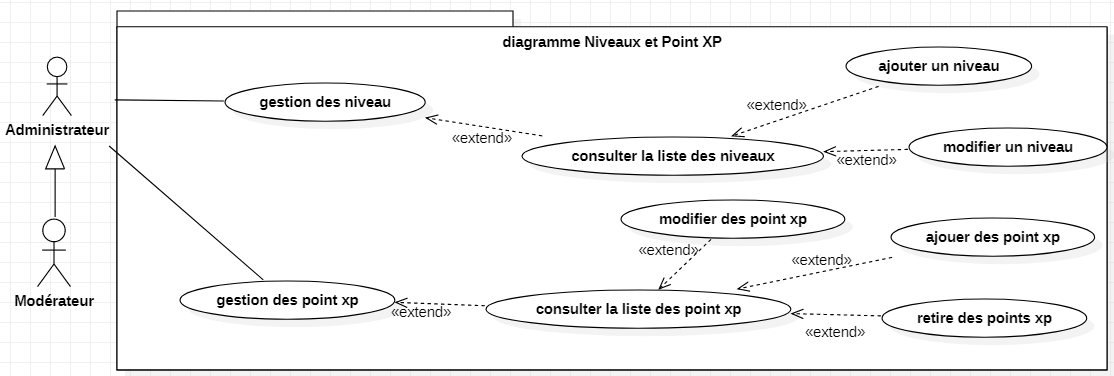 diagramme Niveaux et Point XP
ajouter un niveau
gestion des niveau
«extend»
Administrateur
«extend»
modifier un niveau
consulter la liste des niveaux
«extend»
modifier des point xp
ajouer des point xp
«extend»
«extend»
Modérateur
gestion des point xp
«extend»
consulter la liste des point xp
retire des points xp
«extend»